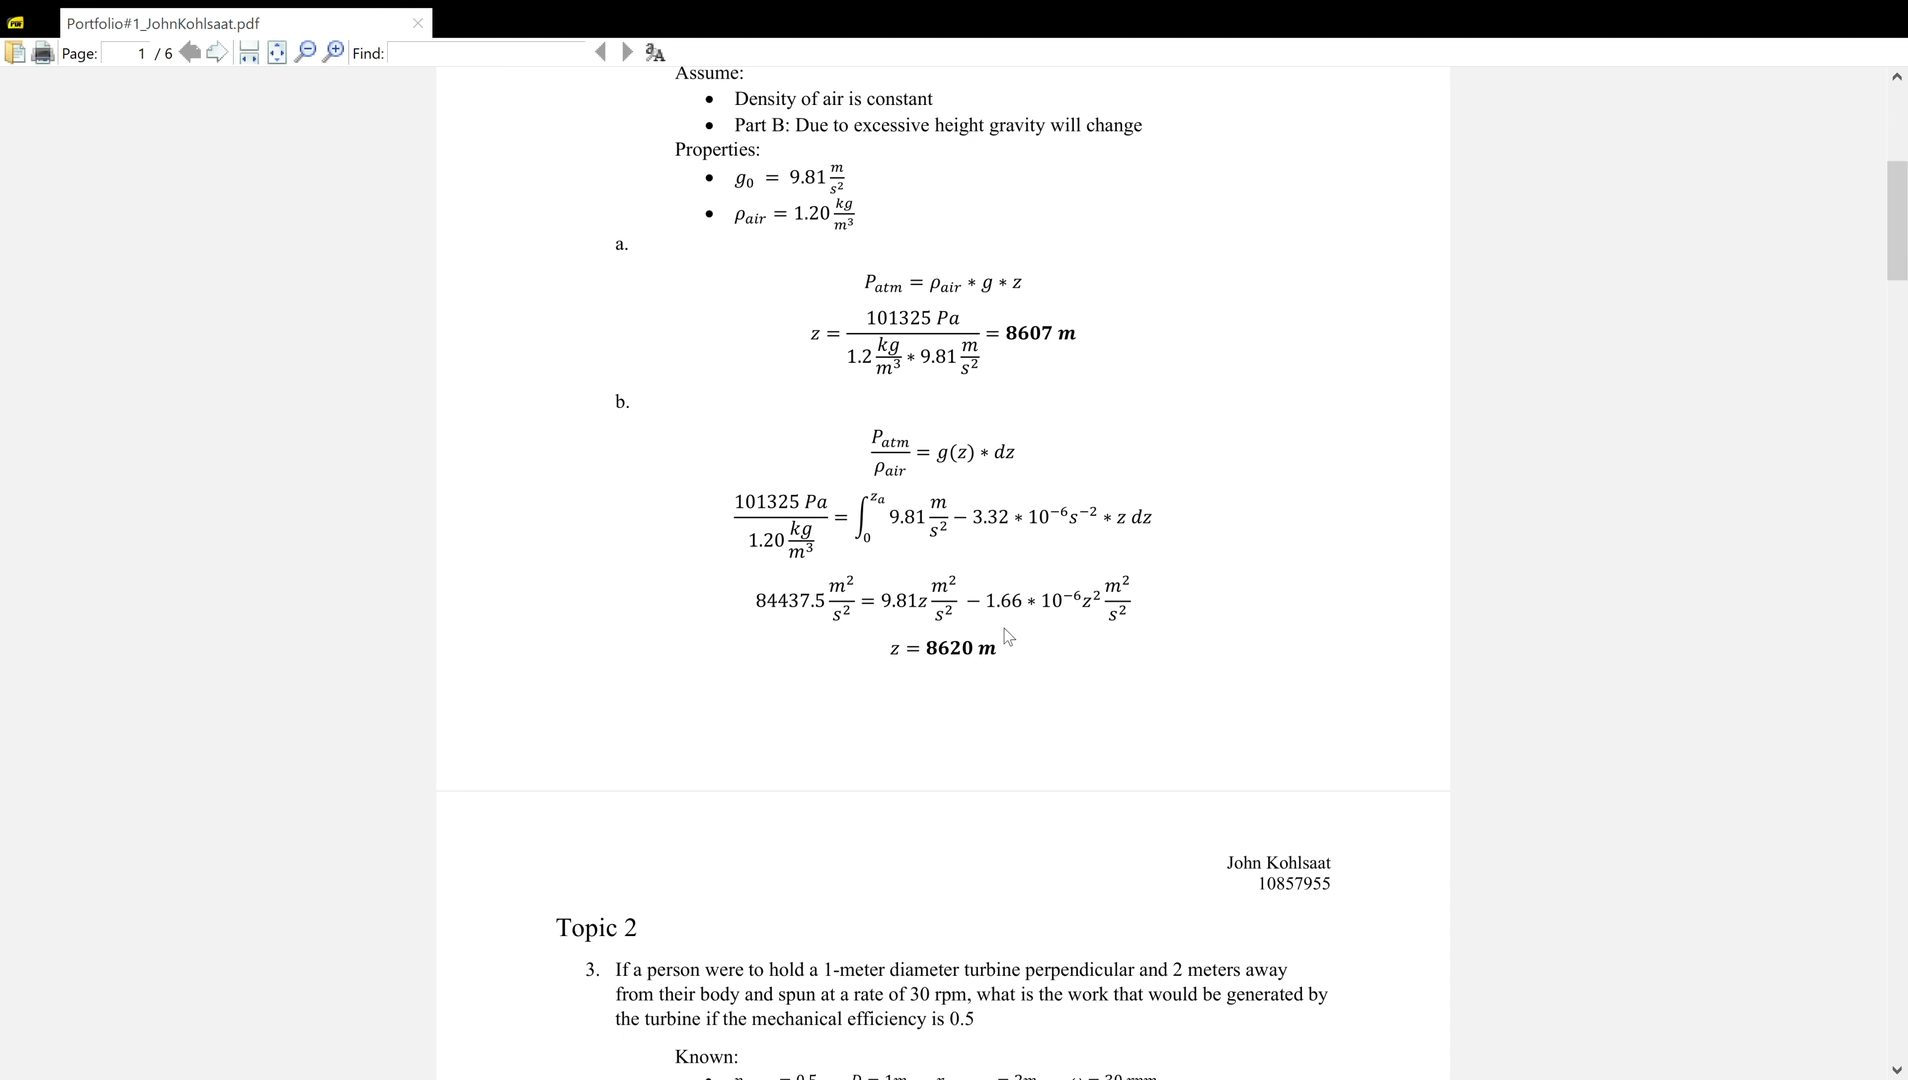 Portfolio#1_JohnKohlsaat.pdf
Page: 1 / 6 Find:
Assume:
• Density of air is constant
• Part B: Due to excessive height gravity will change
Properties:
• g₀ = 9.81 m/s²
• ρ_air = 1.20 kg/m³
a.
P_atm = ρ_air * g * z
z = 101325 Pa / (1.2 kg/m³ * 9.81 m/s²) = 8607 m
b.
P_atm/ρ_air = g(z) * dz
101325 Pa / (1.20 kg/m³) = ∫₀^{z_a} 9.81 m/s² − 3.32 * 10⁻⁶s⁻² * z dz
84437.5 m²/s² = 9.81z m²/s² − 1.66 * 10⁻⁶z² m²/s²
z = 8620 m
John Kohlsaat
10857955
Topic 2
3. If a person were to hold a 1-meter diameter turbine perpendicular and 2 meters away
from their body and spun at a rate of 30 rpm, what is the work that would be generated by
the turbine if the mechanical efficiency is 0.5
Known: